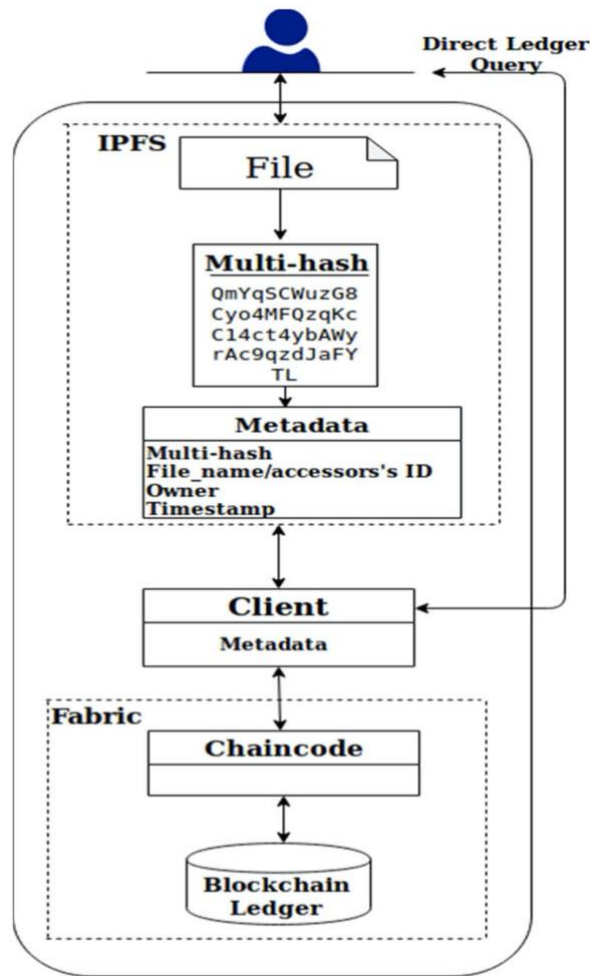 Direct Ledger
Query
IPFS
File
Multi-hash
QmYqSCWuzG8
Cyo4MFQzqKc
C14ct4ybAWy
rAc9qzdJaFY
TL
Metadata
Multi-hash
File_name/accessors's ID
Owner
Timestamp
Client
Metadata
Fabric
Chaincode
Blockchain
Ledger